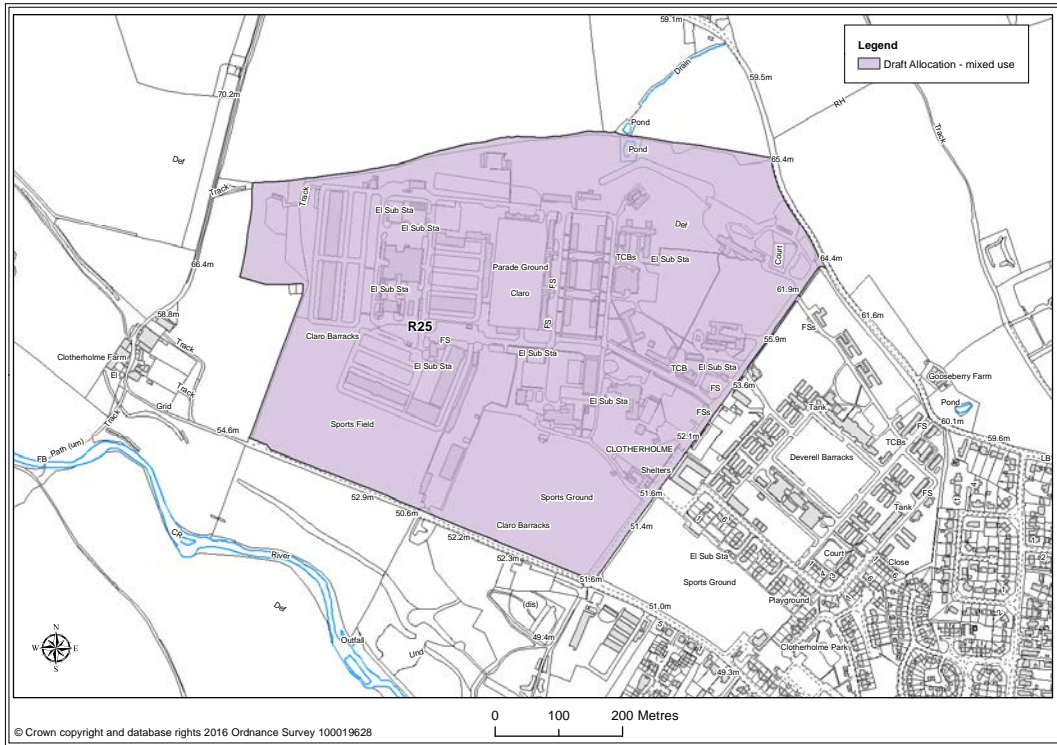 59.1m
Legend
Draft Allocation - mixed use
Drain
59.5m
70.2m
RH
Track
Pond
Pond
Def
65.4m
Track
Track
El Sub Sta
El Sub Sta
Def
TCBs
El Sub Sta
Court
64.4m
66.4m
Parade Ground
FS
Claro
El Sub Sta
61.9m
58.8m
R25
FS
FSs
61.6m
Claro Barracks
FS
55.9m
Track
El Sub Sta
Clotherholme Farm
El
El Sub Sta
TCB
El Sub Sta
Gooseberry Farm
Track
FS
53.6m
Pond
Grid
El Sub Sta
FSs
Tank
60.1m
Track
Sports Field
FS
54.6m
52.1m
TCBs
59.6m
Path (um)
CLOTHERHOLME
Deverell Barracks
LB
FB
Shelters
52.9m
Sports Ground
51.6m
FS
50.6m
Claro Barracks
51.4m
Tank
CR
52.2m
River
52.3m
El Sub Sta
Court
Close
51.6m
Sports Ground
Def
(dis)
51.0m
Playground
49.4m
Outfall
Und
Clotherholme Park
49.3m
N
W E
S
0 100 200 Metres
© Crown copyright and database rights 2016 Ordnance Survey 100019628